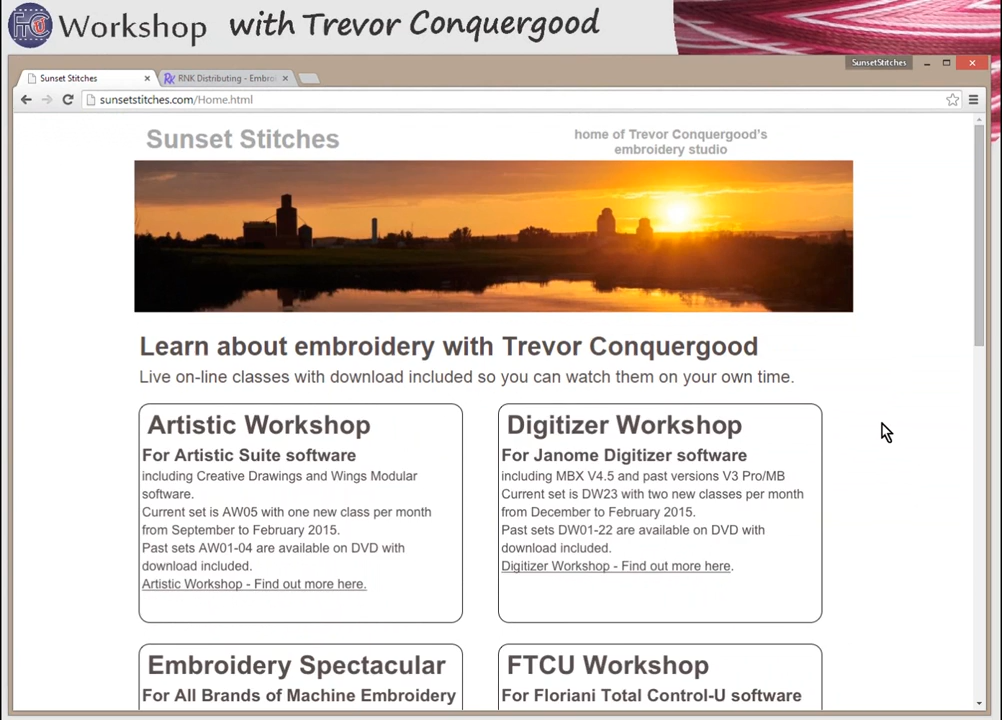 FTCU Workshop with Trevor Conquergood
SunsetStitches
Sunset Stitches
RNK Distributing - Embro
sunsetstitches.com/Home.html
Sunset Stitches
home of Trevor Conquergood's
embroidery studio
Learn about embroidery with Trevor Conquergood
Live on-line classes with download included so you can watch them on your own time.
Artistic Workshop
For Artistic Suite software
including Creative Drawings and Wings Modular
software.
Current set is AW05 with one new class per month
from September to February 2015.
Past sets AW01-04 are available on DVD with
download included.
Artistic Workshop - Find out more here.
Digitizer Workshop
For Janome Digitizer software
including MBX V4.5 and past versions V3 Pro/MB
Current set is DW23 with two new classes per month
from December to February 2015.
Past sets DW01-22 are available on DVD with
download included.
Digitizer Workshop - Find out more here.
Embroidery Spectacular
For All Brands of Machine Embroidery
FTCU Workshop
For Floriani Total Control-U software